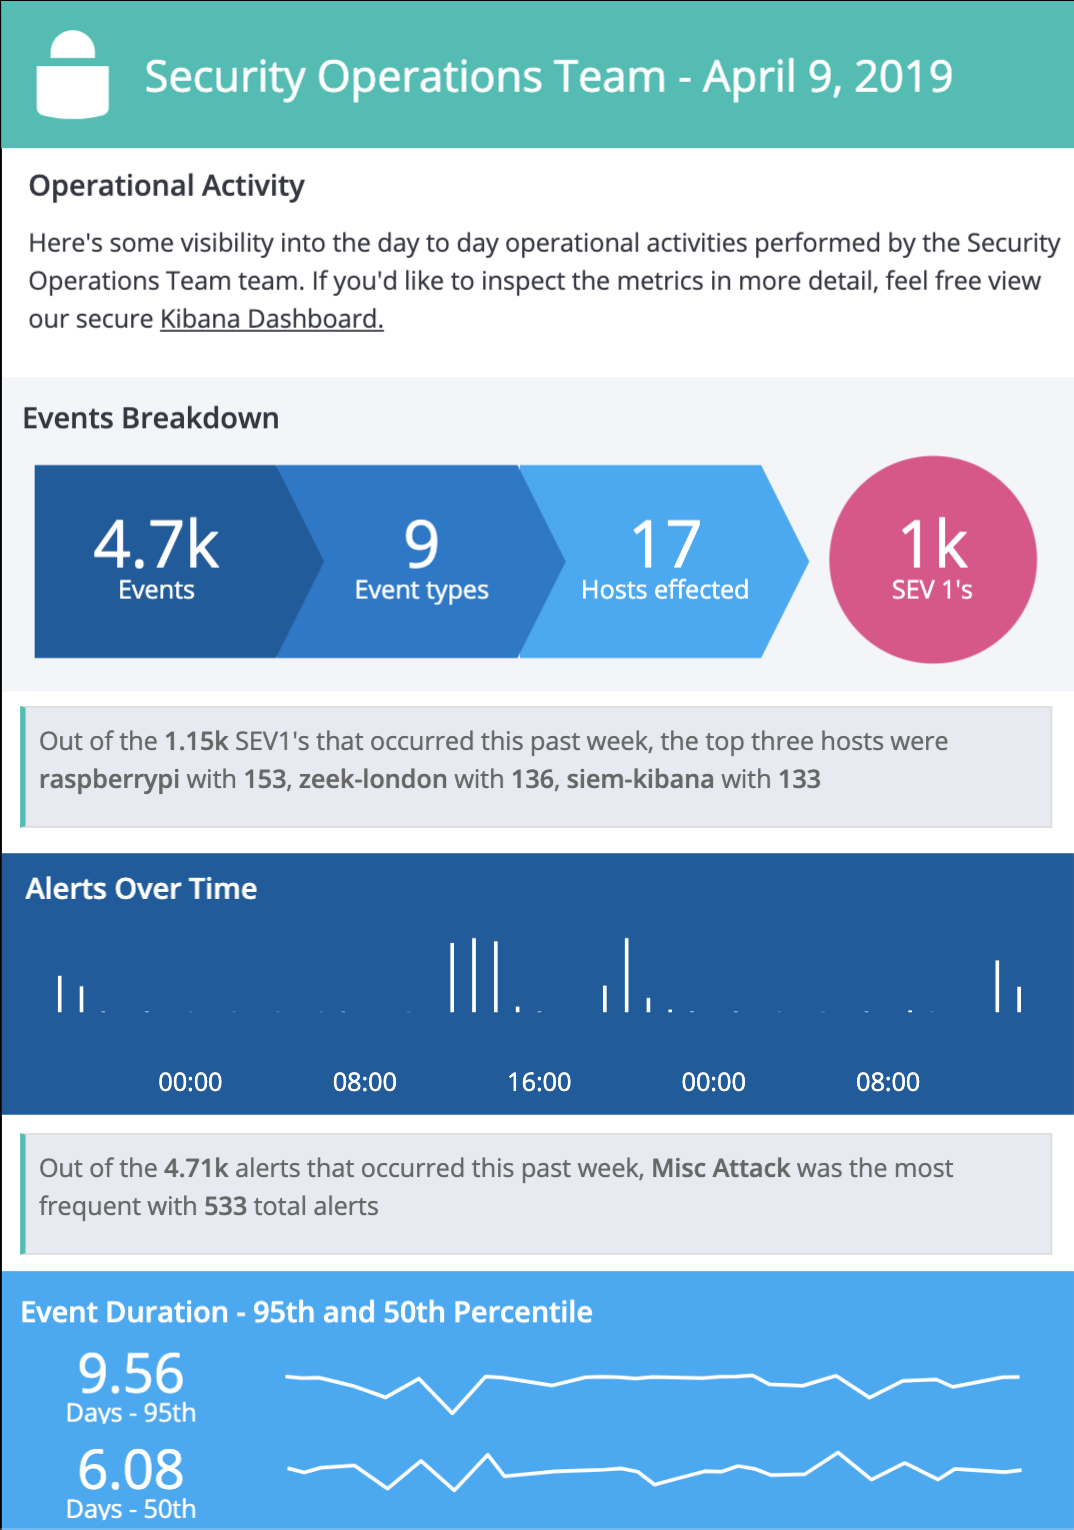 Security Operations Team - April 9, 2019
Operational Activity
Here's some visibility into the day to day operational activities performed by the Security
Operations Team team. If you'd like to inspect the metrics in more detail, feel free view
our secure Kibana Dashboard.
Events Breakdown
4.7k
Events
9
Event types
17
Hosts effected
1k
SEV 1's
Out of the 1.15k SEV1's that occurred this past week, the top three hosts were
raspberrypi with 153, zeek-london with 136, siem-kibana with 133
Alerts Over Time
00:00 08:00 16:00 00:00 08:00
Out of the 4.71k alerts that occurred this past week, Misc Attack was the most
frequent with 533 total alerts
Event Duration - 95th and 50th Percentile
9.56
Days - 95th
6.08
Days - 50th